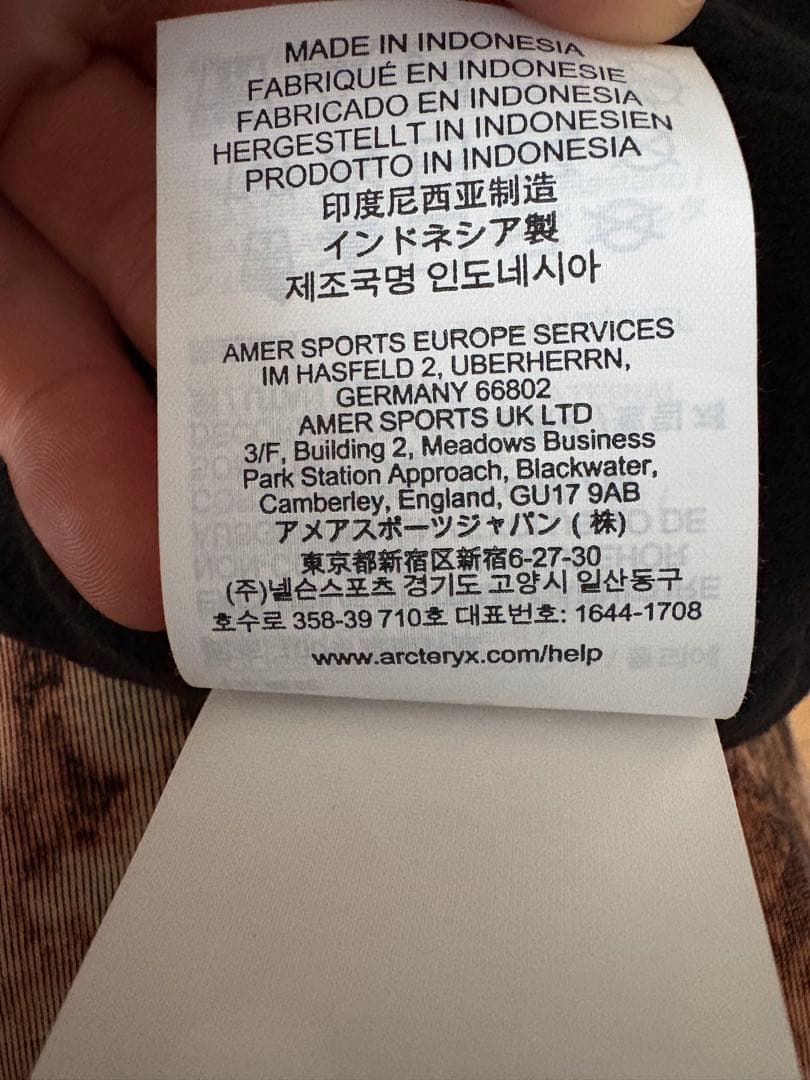 MADE IN INDONESIA
FABRIQUÉ EN INDONESIE
FABRICADO EN INDONESIA
HERGESTELLT IN INDONESIEN
PRODOTTO IN INDONESIA
印度尼西亚制造
インドネシア製
제조국명 인도네시아
AMER SPORTS EUROPE SERVICES
IM HASFELD 2, UBERHERRN,
GERMANY 66802
AMER SPORTS UK LTD
3/F, Building 2, Meadows Business
Park Station Approach, Blackwater,
Camberley, England, GU17 9AB
アメアスポーツジャパン ( 株)
東京都新宿区新宿6-27-30
(주)넬슨스포츠 경기도 고양시 일산동구
호수로 358-39 710호 대표번호: 1644-1708
www.arcteryx.com/help